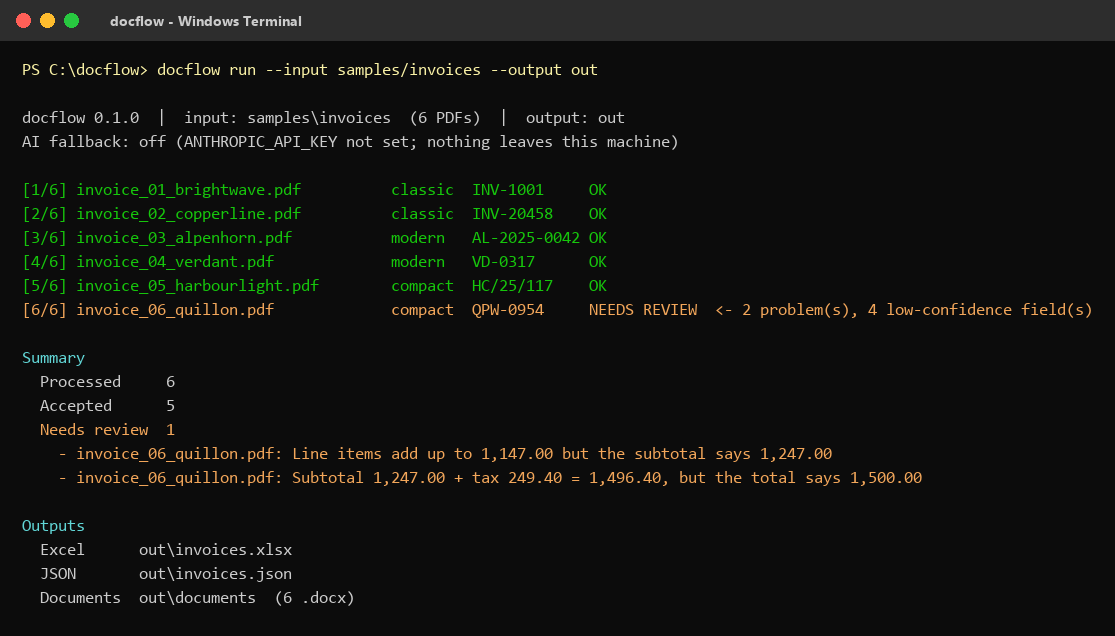 docflow - Windows Terminal
PS C:\docflow> docflow run --input samples/invoices --output out
docflow 0.1.0 | input: samples\invoices (6 PDFs) | output: out
AI fallback: off (ANTHROPIC_API_KEY not set; nothing leaves this machine)
[1/6] invoice_01_brightwave.pdf classic INV-1001 OK
[2/6] invoice_02_copperline.pdf classic INV-20458 OK
[3/6] invoice_03_alpenhorn.pdf modern AL-2025-0042 OK
[4/6] invoice_04_verdant.pdf modern VD-0317 OK
[5/6] invoice_05_harbourlight.pdf compact HC/25/117 OK
[6/6] invoice_06_quillon.pdf compact QPW-0954 NEEDS REVIEW <- 2 problem(s), 4 low-confidence field(s)
Summary
Processed 6
Accepted 5
Needs review 1
- invoice_06_quillon.pdf: Line items add up to 1,147.00 but the subtotal says 1,247.00
- invoice_06_quillon.pdf: Subtotal 1,247.00 + tax 249.40 = 1,496.40, but the total says 1,500.00
Outputs
Excel out\invoices.xlsx
JSON out\invoices.json
Documents out\documents (6 .docx)